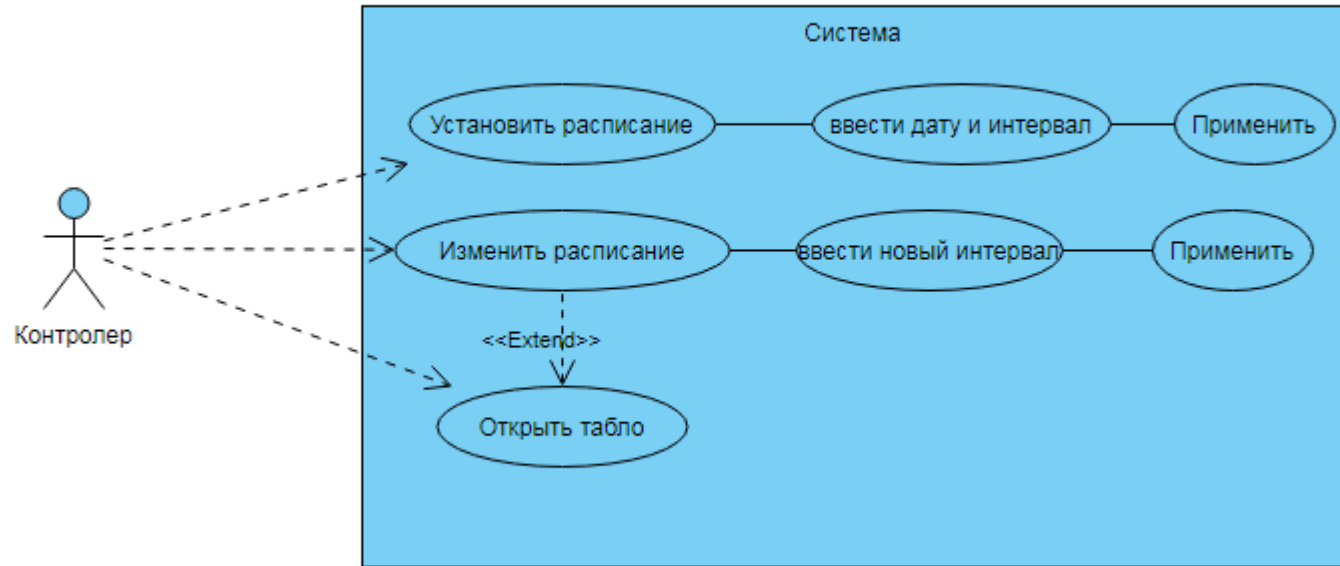 Система
Установить расписание
ввести дату и интервал
Применить
Изменить расписание
ввести новый интервал
Применить
Контролер
<<Extend>>
Открыть табло